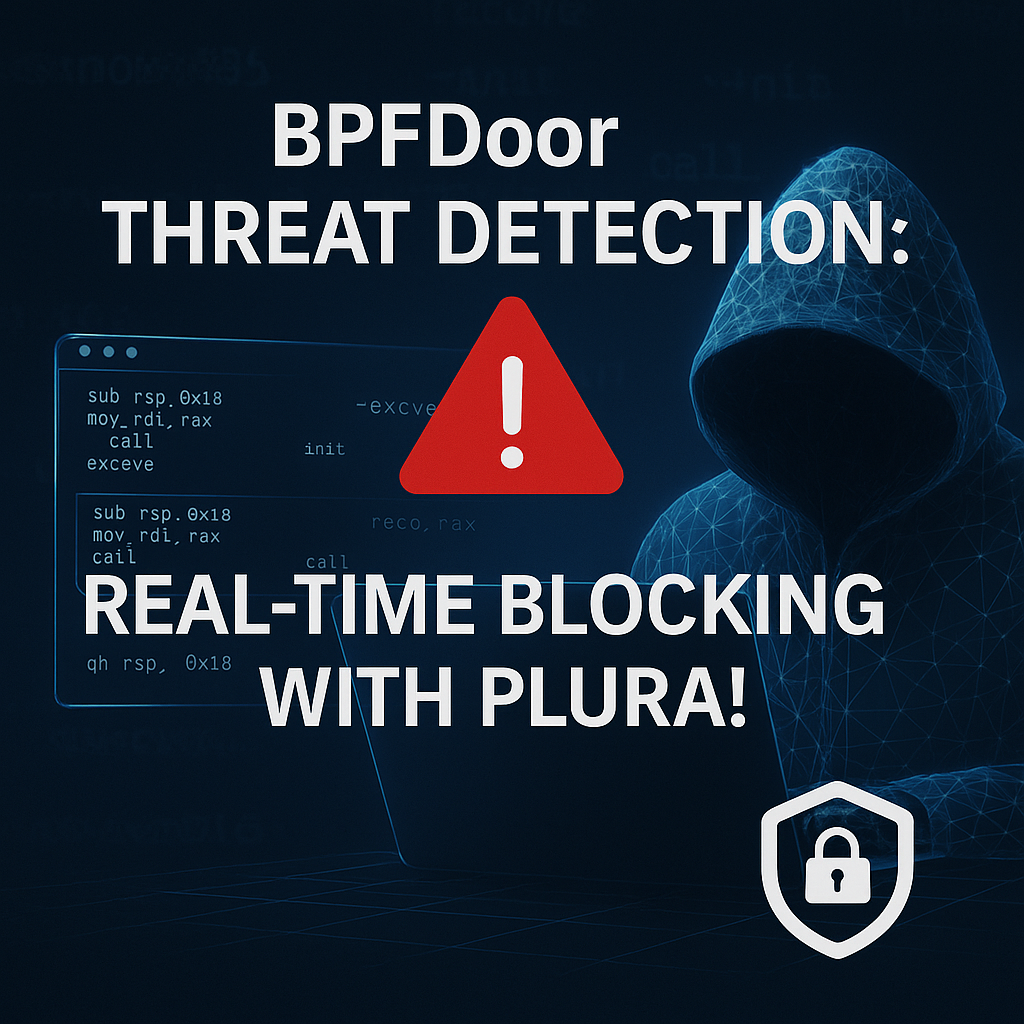 BPFDoor
THREAT DETECTION:
sub rsp.0x18
moy_rdi,rax
-excve
call
init
exceve
sub rsp.0x18
mov_rdi,rax
reco,rax
cail
call
REAL-TIME BLOCKING
qh rsp, 0x18
WITH PLURA!